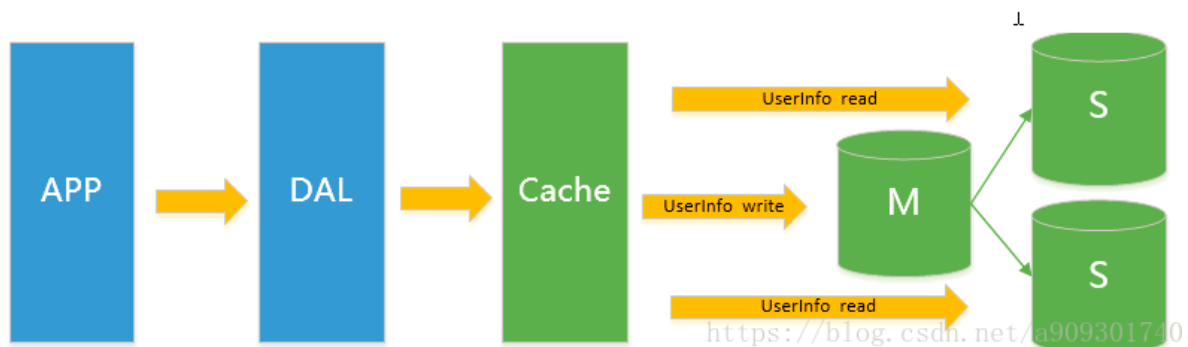 UserInfo read
S
APP
DAL
Cache
UserInfo write
M
UserInfo read
S
https://blog.csdn.net/a909301740